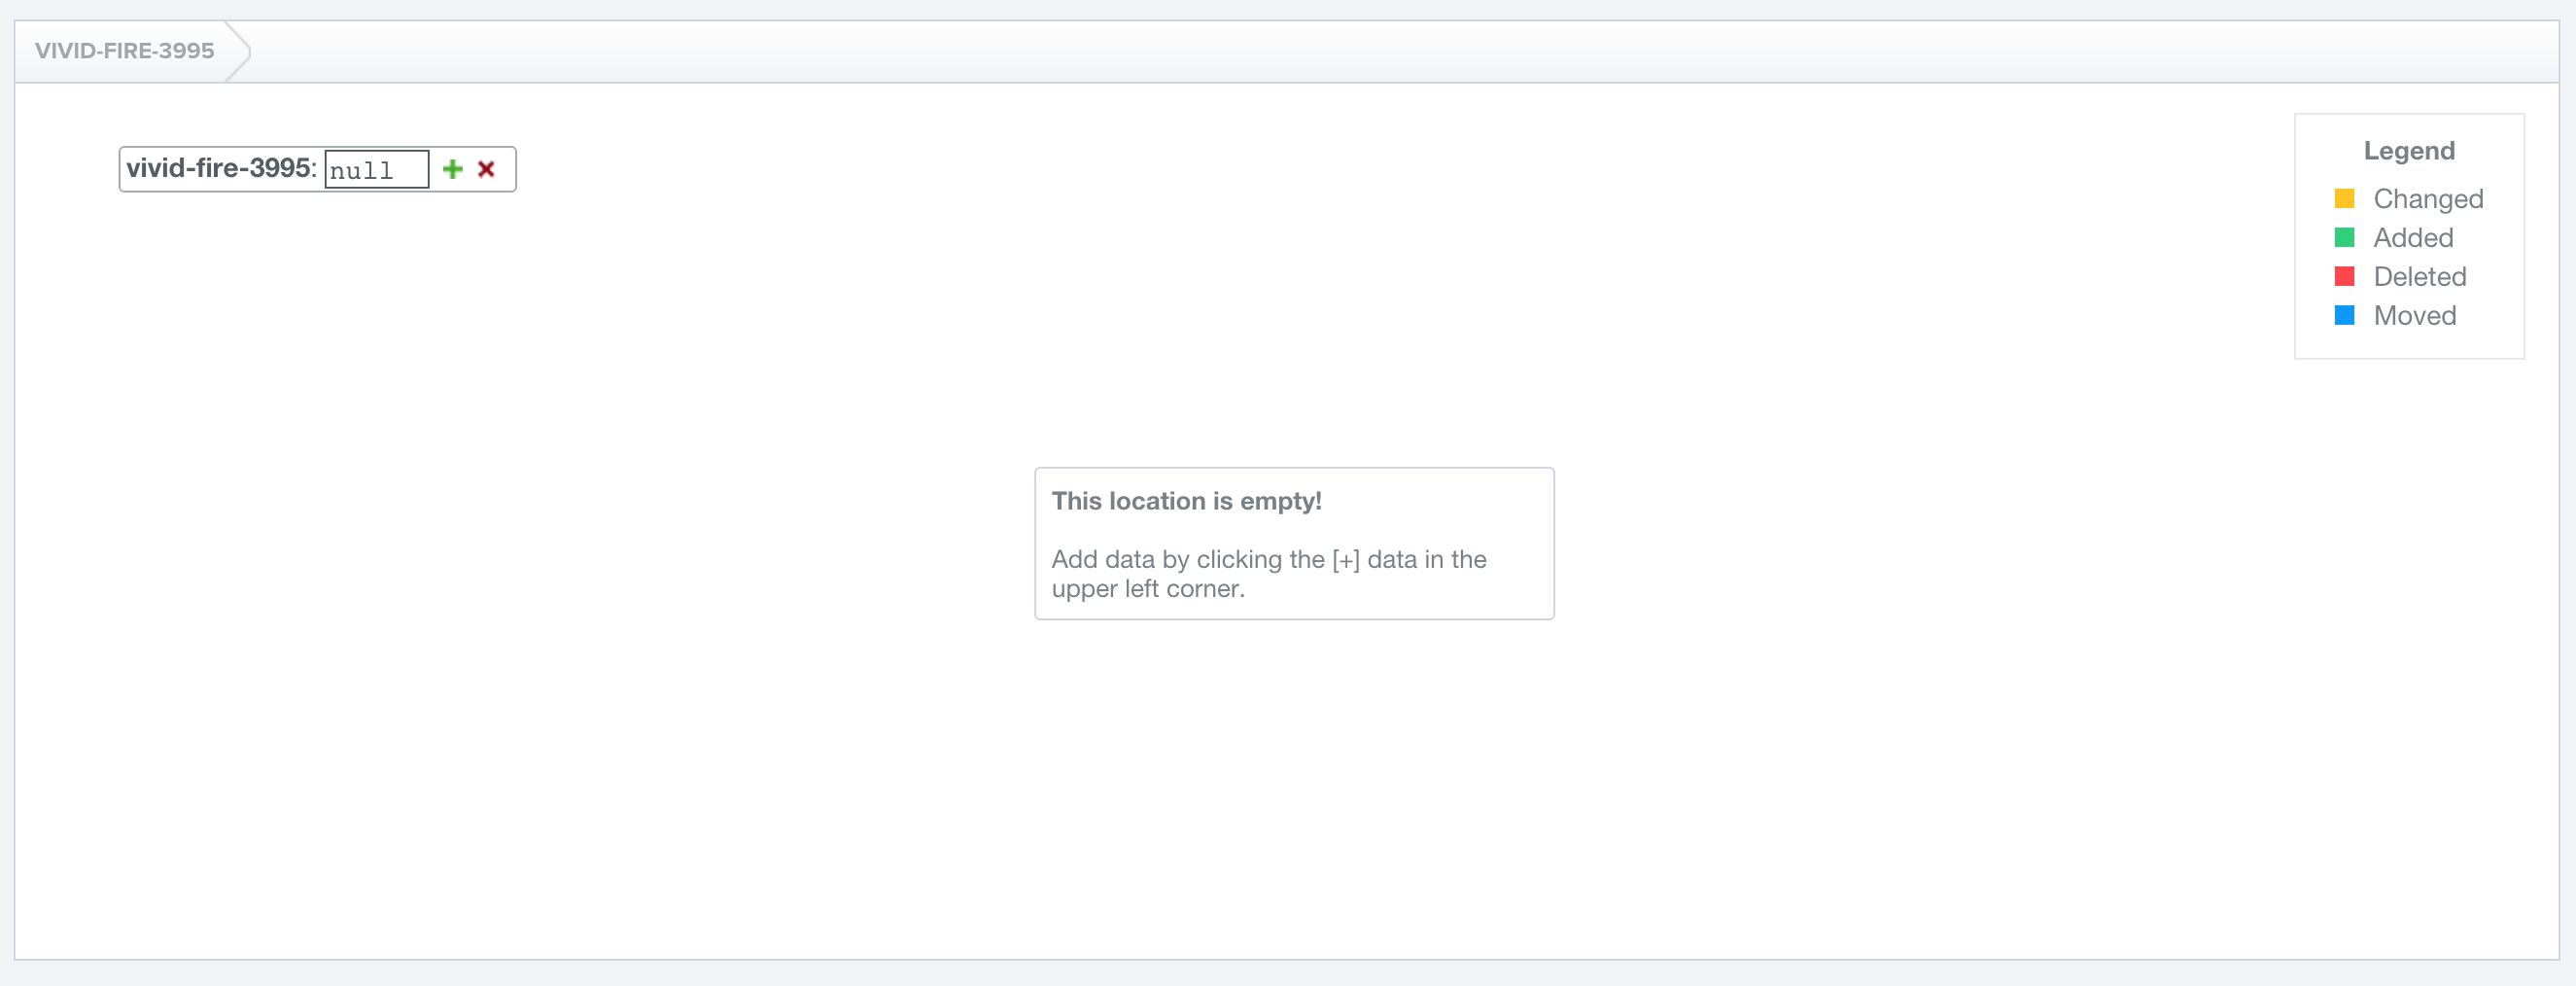 VIVID-FIRE-3995
vivid-fire-3995: null
Legend
Changed
Added
Deleted
Moved
This location is empty!
Add data by clicking the [+] data in the
upper left corner.